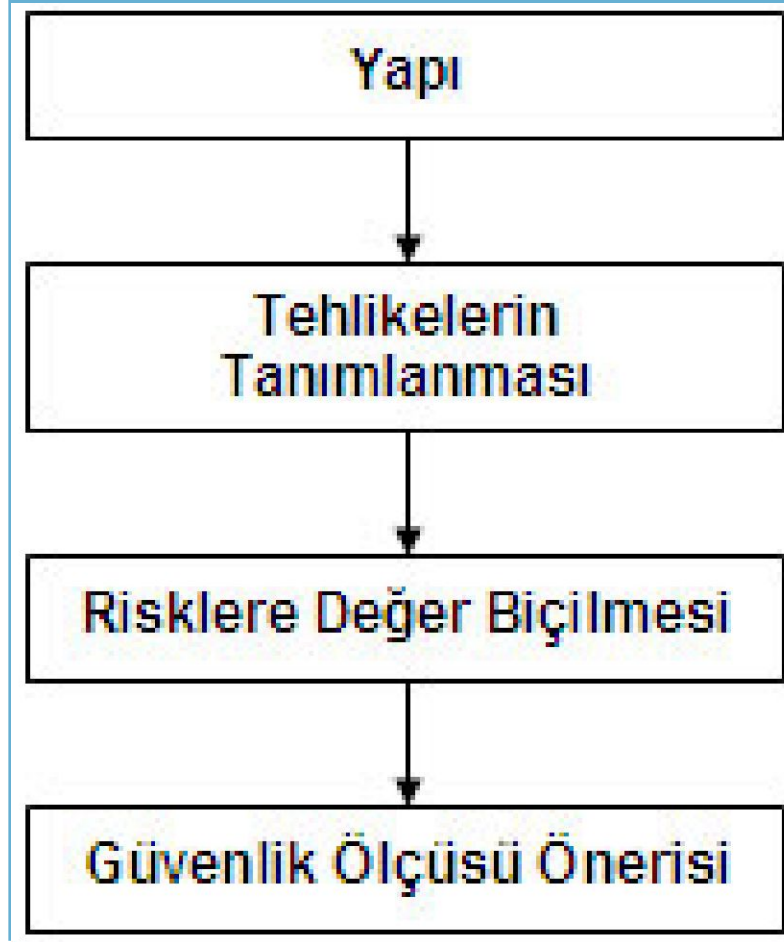 Yapı
Tehlikelerin
Tanımlanması
Risklere Değer Biçilmesi
Güvenlik Ölçüsü Önerisi